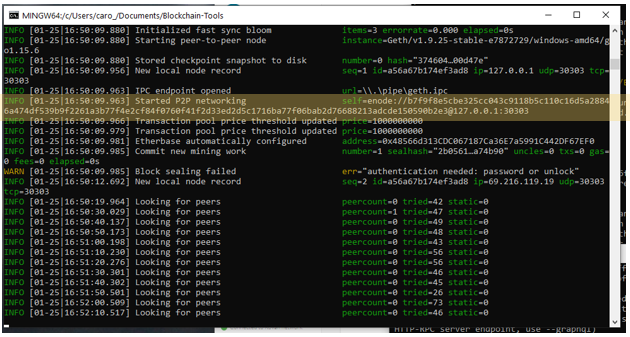 MINGW64:/c/Users/caro_/Documents/Blockchain-Tools
INFO [01-25|16:50:09.880] Initialized fast sync bloom items=3 errorrate=0.000 elapsed=0s
INFO [01-25|16:50:09.880] Starting peer-to-peer node instance=Geth/v1.9.25-stable-e7872729/windows-amd64/g
o1.15.6
INFO [01-25|16:50:09.880] Stored checkpoint snapshot to disk number=0 hash="374604…00d47e"
INFO [01-25|16:50:09.956] New local node record seq=1 id=a56a67b174ef3ad8 ip=127.0.0.1 udp=30303 tcp=
30303
INFO [01-25|16:50:09.963] IPC endpoint opened url=\\.\pipe\geth.ipc
INFO [01-25|16:50:09.963] Started P2P networking self=enode://b7f9f8e5cbe325cc043c9118b5c110c16d5a2884
6a474df539b9f2261a3b77f4e2cf84f0760f41f2d33ed2d5c1716ba77f06bab2d76688213adcde150590b2e3@127.0.0.1:30303
INFO [01-25|16:50:09.966] Transaction pool price threshold updated price=1000000000
INFO [01-25|16:50:09.979] Transaction pool price threshold updated price=1000000000
INFO [01-25|16:50:09.981] Etherbase automatically configured address=0x48566d313CDC067187Ca36E7a5991C442DF67EF0
INFO [01-25|16:50:09.985] Commit new mining work number=1 sealhash="2b0561…a74b90" uncles=0 txs=0 gas=
0 fees=0 elapsed=0s
WARN [01-25|16:50:09.985] Block sealing failed err="authentication needed: password or unlock"
INFO [01-25|16:50:12.692] New local node record seq=2 id=a56a67b174ef3ad8 ip=69.216.119.19 udp=30303
tcp=30303
INFO [01-25|16:50:19.964] Looking for peers peercount=0 tried=42 static=0
INFO [01-25|16:50:30.029] Looking for peers peercount=1 tried=47 static=0
INFO [01-25|16:50:40.137] Looking for peers peercount=0 tried=49 static=0
INFO [01-25|16:50:50.173] Looking for peers peercount=0 tried=48 static=0
INFO [01-25|16:51:00.198] Looking for peers peercount=0 tried=43 static=0
INFO [01-25|16:51:10.230] Looking for peers peercount=0 tried=56 static=0
INFO [01-25|16:51:20.276] Looking for peers peercount=0 tried=56 static=0
INFO [01-25|16:51:30.301] Looking for peers peercount=0 tried=46 static=0
INFO [01-25|16:51:40.302] Looking for peers peercount=0 tried=45 static=0
INFO [01-25|16:51:50.501] Looking for peers peercount=0 tried=26 static=0
INFO [01-25|16:52:00.509] Looking for peers peercount=0 tried=73 static=0
INFO [01-25|16:52:10.517] Looking for peers peercount=0 tried=46 static=0
HTTP-RPC server endpoint, use --graphql)